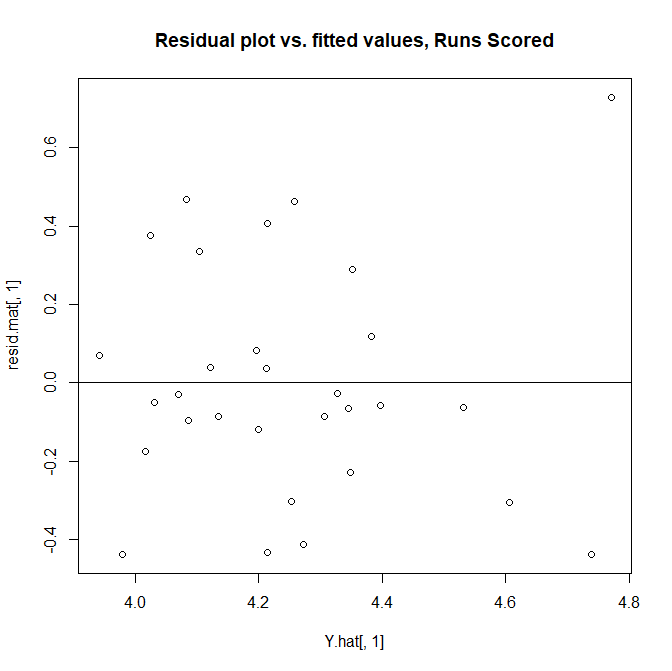 Residual plot vs. fitted values, Runs Scored
resid.mat[, 1]
0.6
0.4
0.2
0.0
-0.2
-0.4
4.0 4.2 4.4 4.6 4.8
Y.hat[, 1]